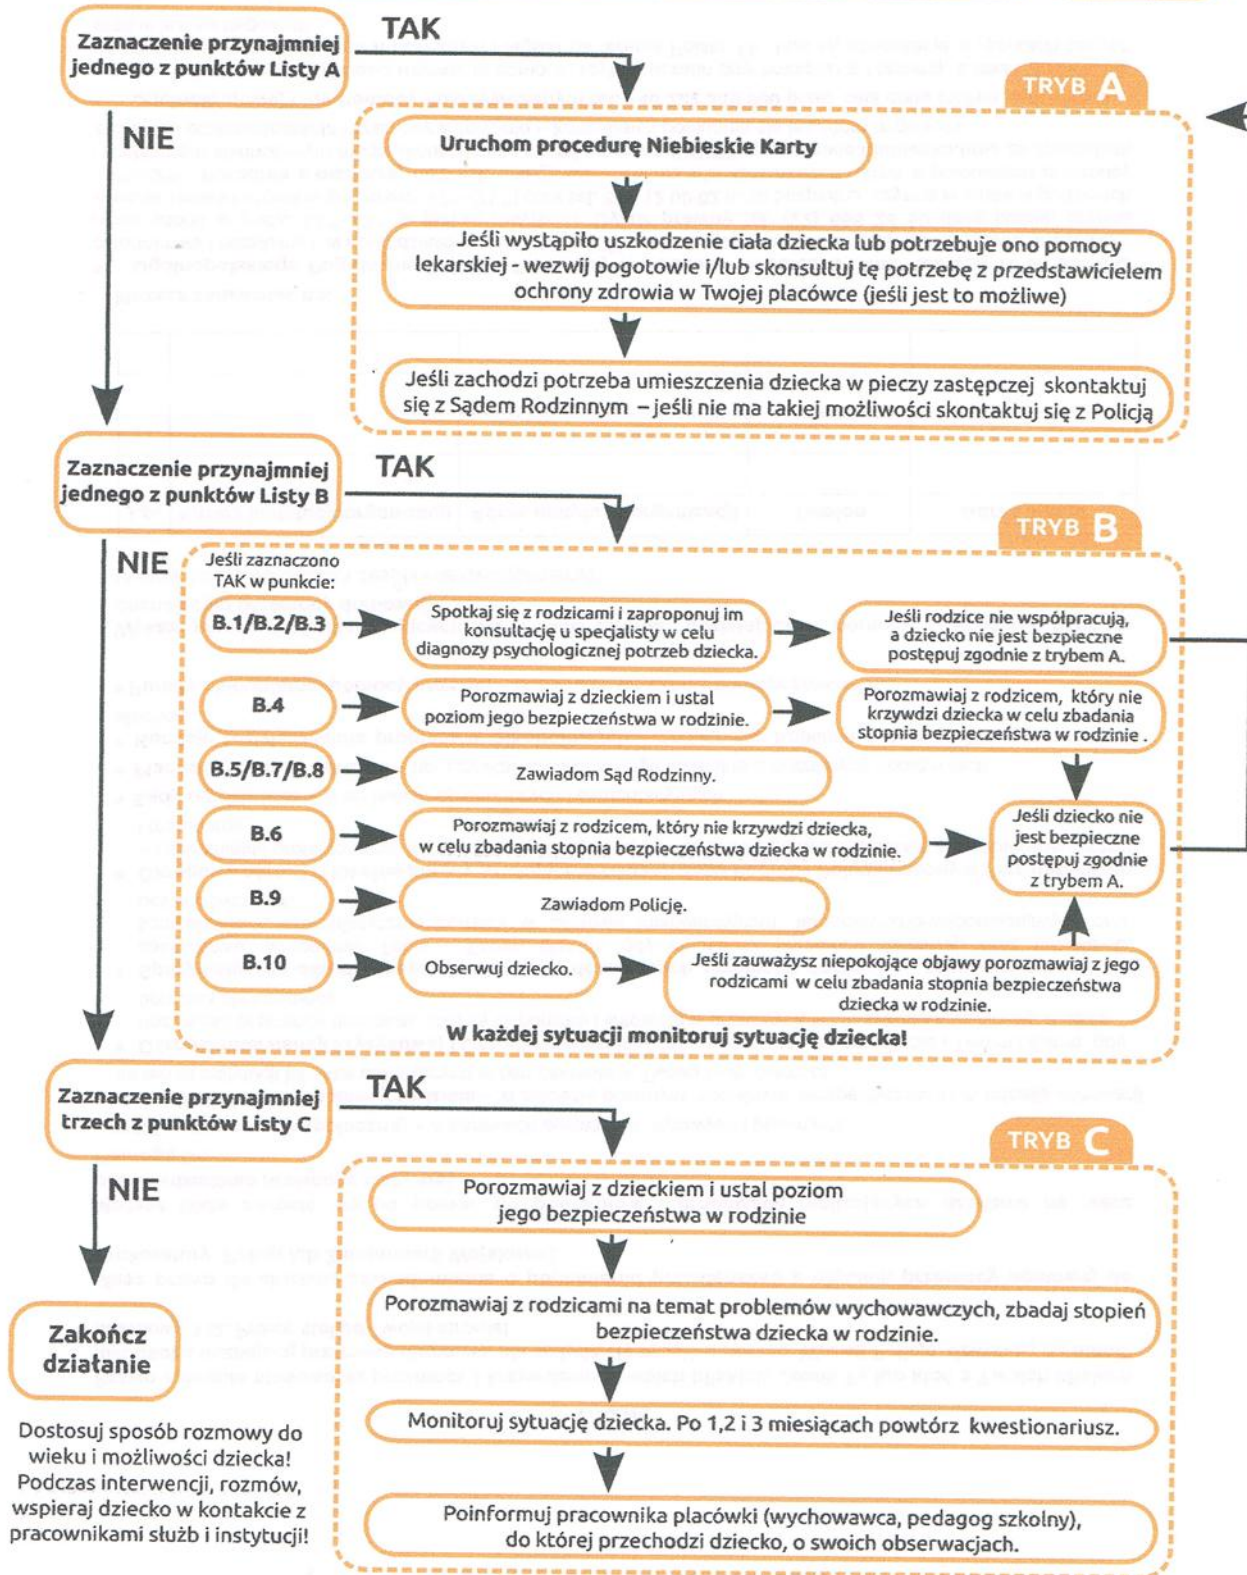 Zaznaczenie przynajmniej
jednego z punktów Listy A
TAK
NIE
TRYB A
Uruchom procedurę Niebieskie Karty
Jeśli wystąpiło uszkodzenie ciała dziecka lub potrzebuje ono pomocy
lekarskiej - wezwij pogotowie i/lub skonsultuj tę potrzebę z przedstawicielem
ochrony zdrowia w Twojej placówce (jeśli jest to możliwe)
Jeśli zachodzi potrzeba umieszczenia dziecka w pieczy zastępczej skontaktuj
się z Sądem Rodzinnym – jeśli nie ma takiej możliwości skontaktuj się z Policją
Zaznaczenie przynajmniej
jednego z punktów Listy B
TAK
NIE
TRYB B
Jeśli zaznaczono
TAK w punkcie:
B.1/B.2/B.3
Spotkaj się z rodzicami i zaproponuj im
konsultację u specjalisty w celu
diagnozy psychologicznej potrzeb dziecka.
Jeśli rodzice nie współpracują,
a dziecko nie jest bezpieczne
postępuj zgodnie z trybem A.
B.4
Porozmawiaj z dzieckiem i ustal
poziom jego bezpieczeństwa w rodzinie.
Porozmawiaj z rodzicem, który nie
krzywdzi dziecka w celu zbadania
stopnia bezpieczeństwa w rodzinie .
B.5/B.7/B.8
Zawiadom Sąd Rodzinny.
B.6
Porozmawiaj z rodzicem, który nie krzywdzi dziecka,
w celu zbadania stopnia bezpieczeństwa dziecka w rodzinie.
Jeśli dziecko nie
jest bezpieczne
postępuj zgodnie
z trybem A.
B.9
Zawiadom Policję.
B.10
Obserwuj dziecko.
Jeśli zauważysz niepokojące objawy porozmawiaj z jego
rodzicami w celu zbadania stopnia bezpieczeństwa
dziecka w rodzinie.
W każdej sytuacji monitoruj sytuację dziecka!
Zaznaczenie przynajmniej
trzech z punktów Listy C
TAK
NIE
TRYB C
Porozmawiaj z dzieckiem i ustal poziom
jego bezpieczeństwa w rodzinie
Porozmawiaj z rodzicami na temat problemów wychowawczych, zbadaj stopień
bezpieczeństwa dziecka w rodzinie.
Monitoruj sytuację dziecka. Po 1,2 i 3 miesiącach powtórz kwestionariusz.
Poinformuj pracownika placówki (wychowawca, pedagog szkolny),
do której przechodzi dziecko, o swoich obserwacjach.
Zakończ
działanie
Dostosuj sposób rozmowy do
wieku i możliwości dziecka!
Podczas interwencji, rozmów,
wspieraj dziecko w kontakcie z
pracownikami służb i instytucji!